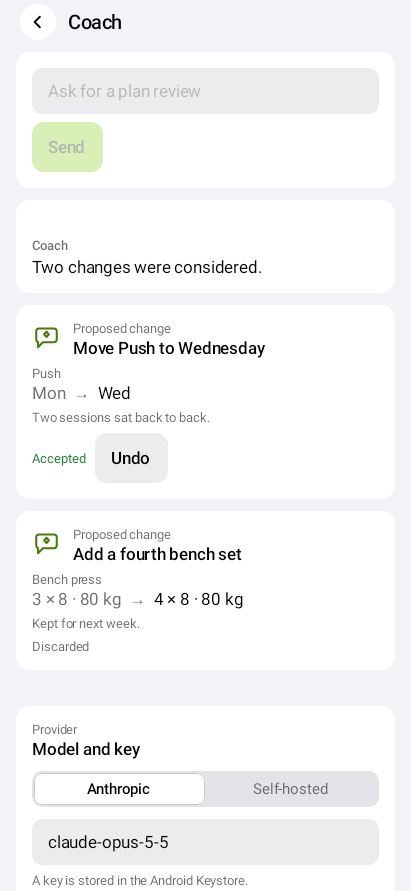 Coach
Ask for a plan review
Send
Coach
Two changes were considered.
Proposed change
Move Push to Wednesday
Push
Mon → Wed
Two sessions sat back to back.
Accepted Undo
Proposed change
Add a fourth bench set
Bench press
3 × 8 · 80 kg → 4 × 8 · 80 kg
Kept for next week.
Discarded
Provider
Model and key
Anthropic Self-hosted
claude-opus-5-5
A key is stored in the Android Keystore.